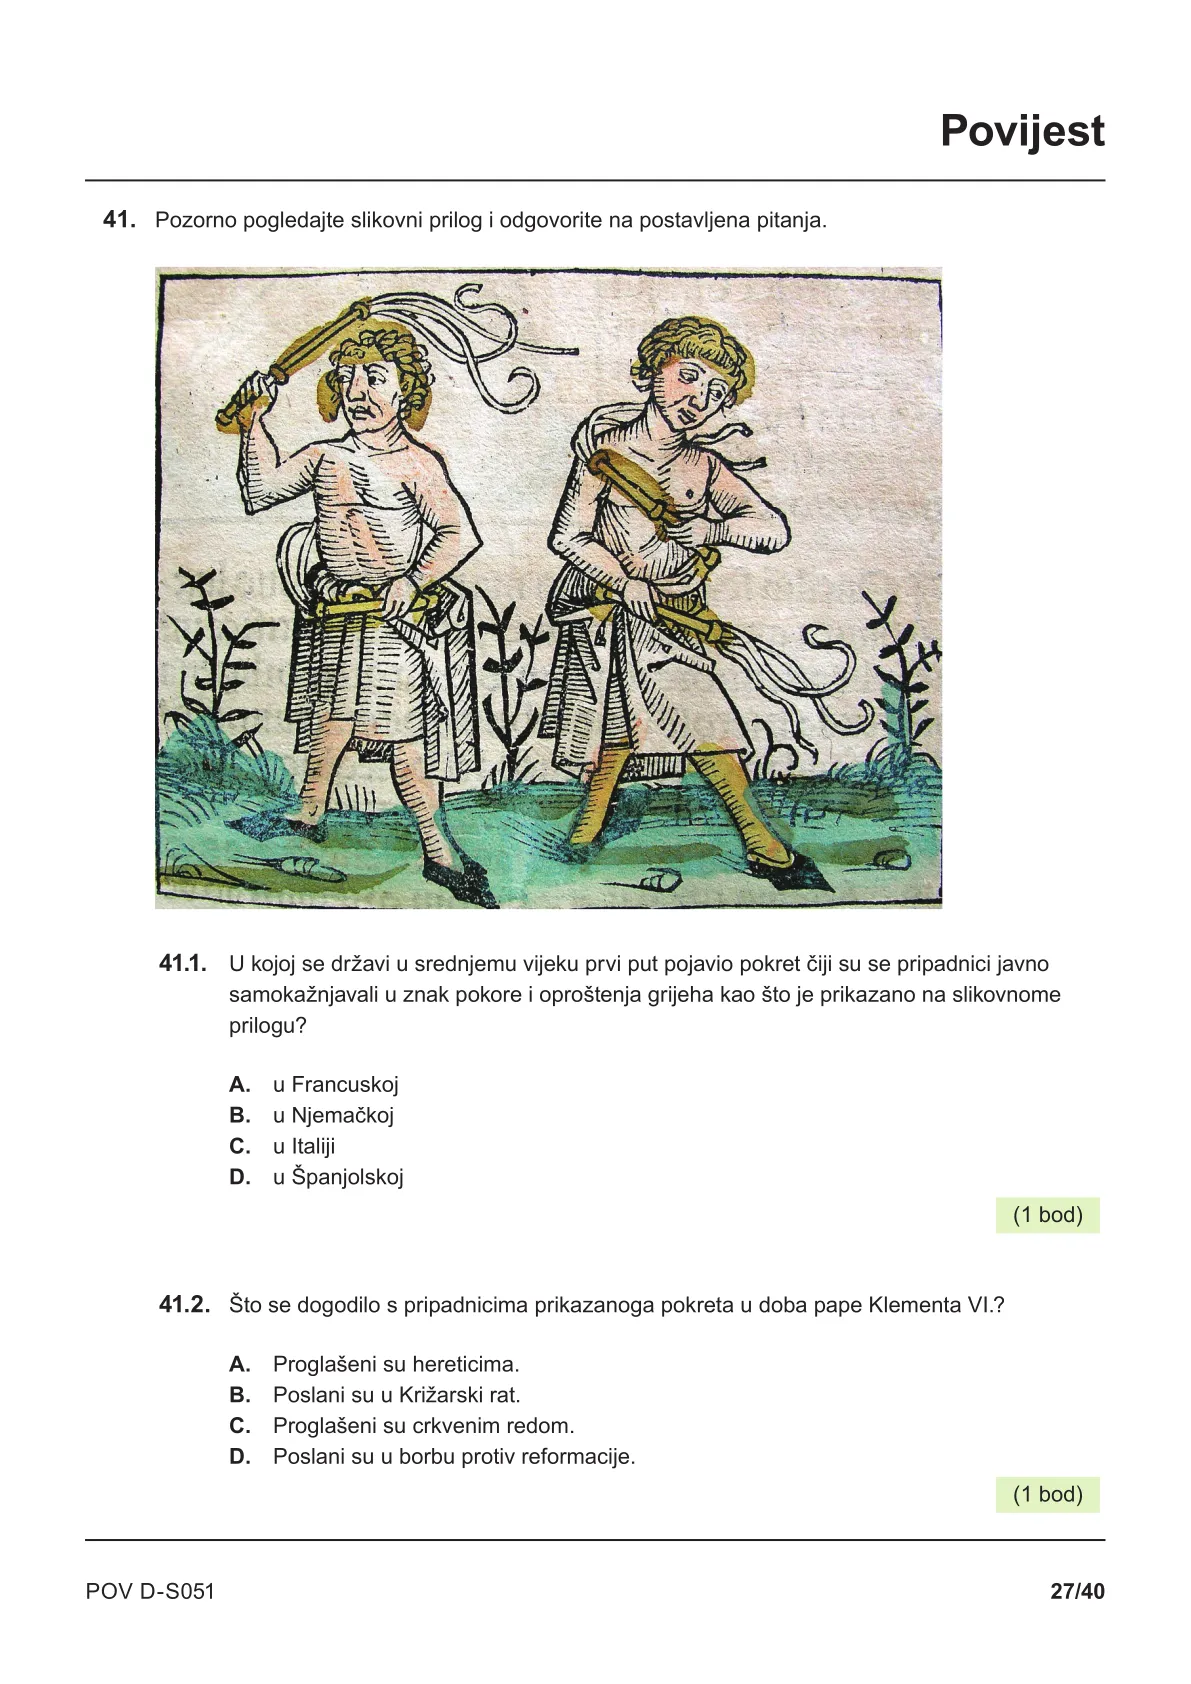 Povijest
41. Pozorno pogledajte slikovni prilog i odgovorite na postavljena pitanja.
41.1. U kojoj se državi u srednjemu vijeku prvi put pojavio pokret čiji su se pripadnici javno
samokažnjavali u znak pokore i oproštenja grijeha kao što je prikazano na slikovnome
prilogu?
A. u Francuskoj
B. u Njemačkoj
C. u Italiji
D. u Španjolskoj
(1 bod)
41.2. Što se dogodilo s pripadnicima prikazanoga pokreta u doba pape Klementa VI.?
A. Proglašeni su hereticima.
B. Poslani su u Križarski rat.
C. Proglašeni su crkvenim redom.
D. Poslani su u borbu protiv reformacije.
(1 bod)
POV D-S051
27/40